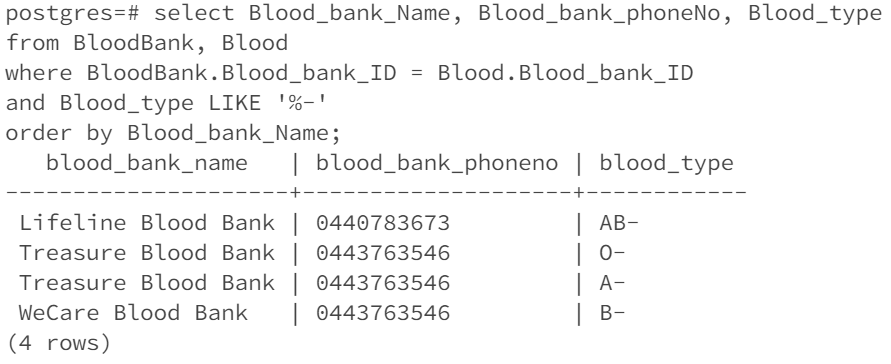 postgres=# select Blood_bank_Name, Blood_bank_phoneNo, Blood_type
from BloodBank, Blood
where BloodBank.Blood_bank_ID = Blood.Blood_bank_ID
and Blood_type LIKE '%-'
order by Blood_bank_Name;
   blood_bank_name   | blood_bank_phoneno | blood_type
---------------------+--------------------+------------
 Lifeline Blood Bank | 0440783673         | AB-
 Treasure Blood Bank | 0443763546         | O-
 Treasure Blood Bank | 0443763546         | A-
 WeCare Blood Bank   | 0443763546         | B-
(4 rows)